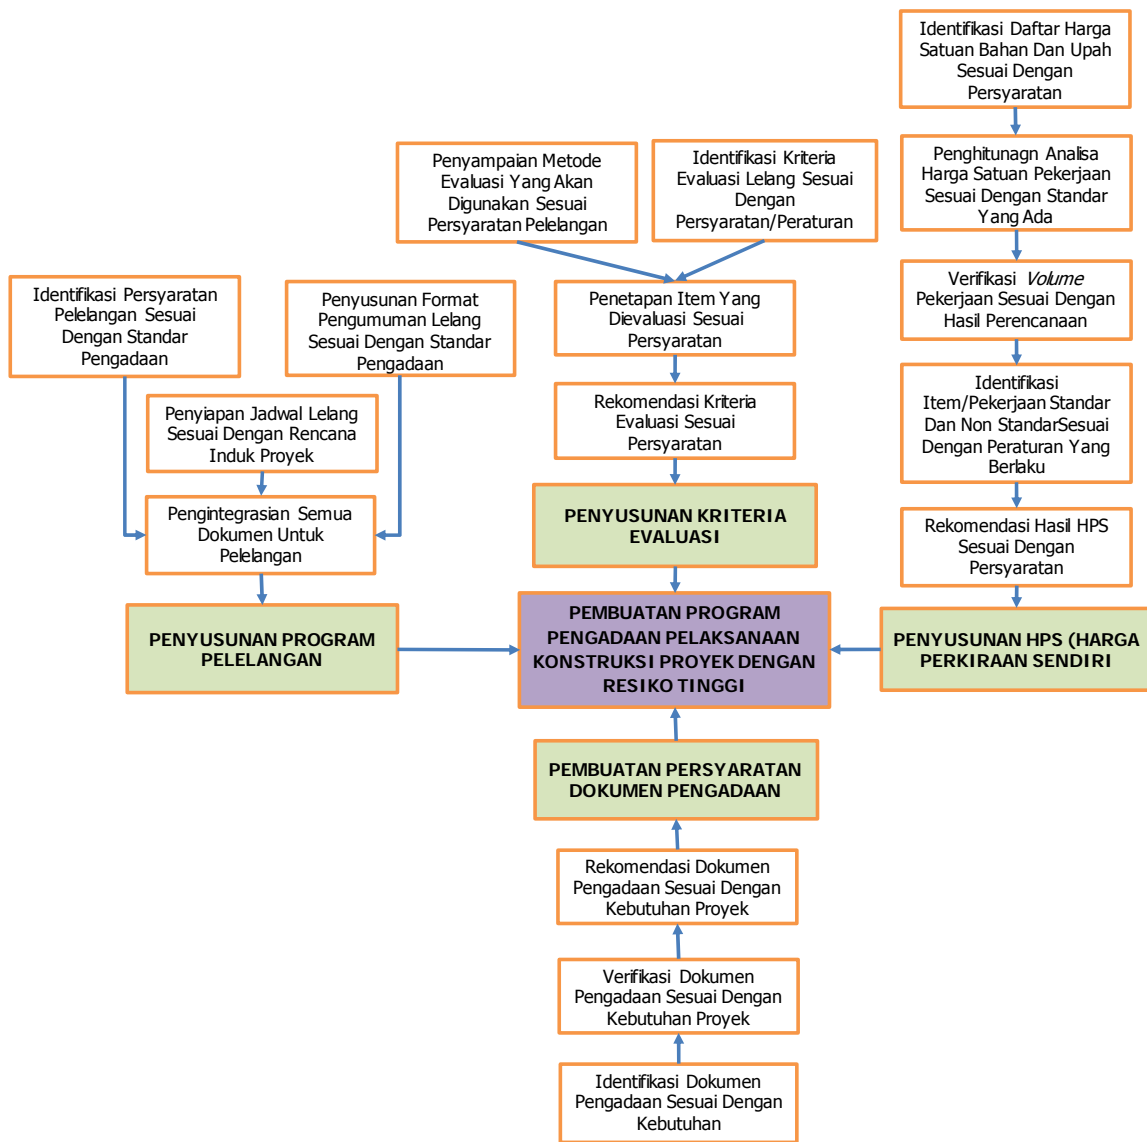 Identifikasi Daftar Harga
Satuan Bahan Dan Upah
Sesuai Dengan
Persyaratan
Penyampaian Metode
Evaluasi Yang Akan
Digunakan Sesuai
Persyaratan Pelelangan
Identifikasi Kriteria
Evaluasi Lelang Sesuai
Dengan
Persyaratan/Peraturan
Penghitunagn Analisa
Harga Satuan Pekerjaan
Sesuai Dengan Standar
Yang Ada
Identifikasi Persyaratan
Pelelangan Sesuai
Dengan Standar
Pengadaan
Penyusunan Format
Pengumuman Lelang
Sesuai Dengan Standar
Pengadaan
Penetapan Item Yang
Dievaluasi Sesuai
Persyaratan
Verifikasi Volume
Pekerjaan Sesuai Dengan
Hasil Perencanaan
Penyiapan Jadwal Lelang
Sesuai Dengan Rencana
Induk Proyek
Rekomendasi Kriteria
Evaluasi Sesuai
Persyaratan
Identifikasi
Item/Pekerjaan Standar
Dan Non StandarSesuai
Dengan Peraturan Yang
Berlaku
Pengintegrasian Semua
Dokumen Untuk
Pelelangan
PENYUSUNAN KRITERIA
EVALUASI
Rekomendasi Hasil HPS
Sesuai Dengan
Persyaratan
PENYUSUNAN PROGRAM
PELELANGAN
PEMBUATAN PROGRAM
PENGADAAN PELAKSANAAN
KONSTRUKSI PROYEK DENGAN
RESIKO TINGGI
PENYUSUNAN HPS (HARGA
PERKIRAAN SENDIRI
PEMBUATAN PERSYARATAN
DOKUMEN PENGADAAN
Rekomendasi Dokumen
Pengadaan Sesuai Dengan
Kebutuhan Proyek
Verifikasi Dokumen
Pengadaan Sesuai Dengan
Kebutuhan Proyek
Identifikasi Dokumen
Pengadaan Sesuai Dengan
Kebutuhan